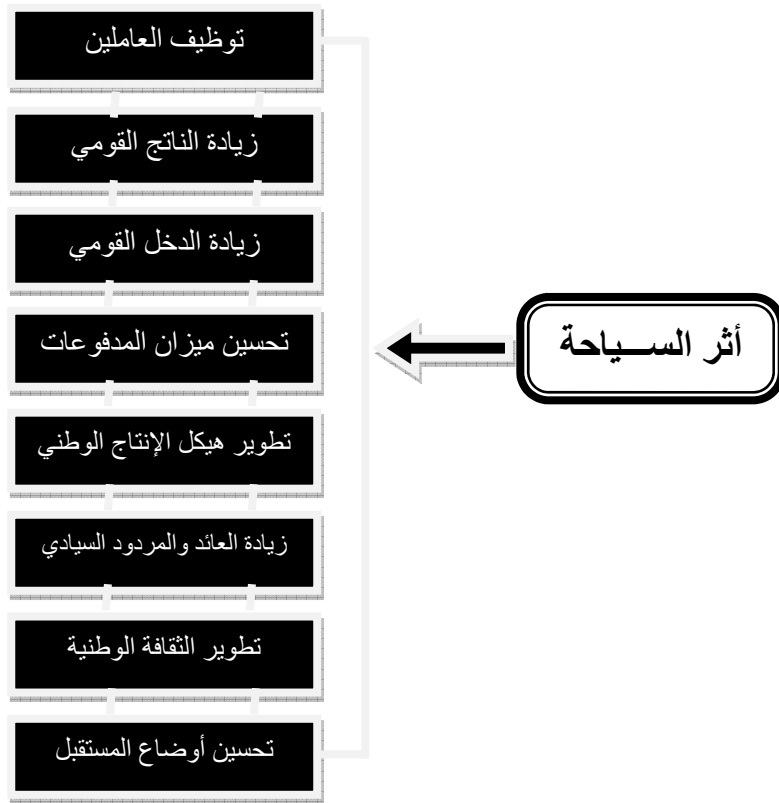 توظيف العاملين
زيادة الناتج القومي
زيادة الدخل القومي
أثر الســـياحة
تحسين ميزان المدفوعات
تطوير هيكل الإنتاج الوطني
زيادة العائد والمردود السيادي
تطوير الثقافة الوطنية
تحسين أوضاع المستقبل